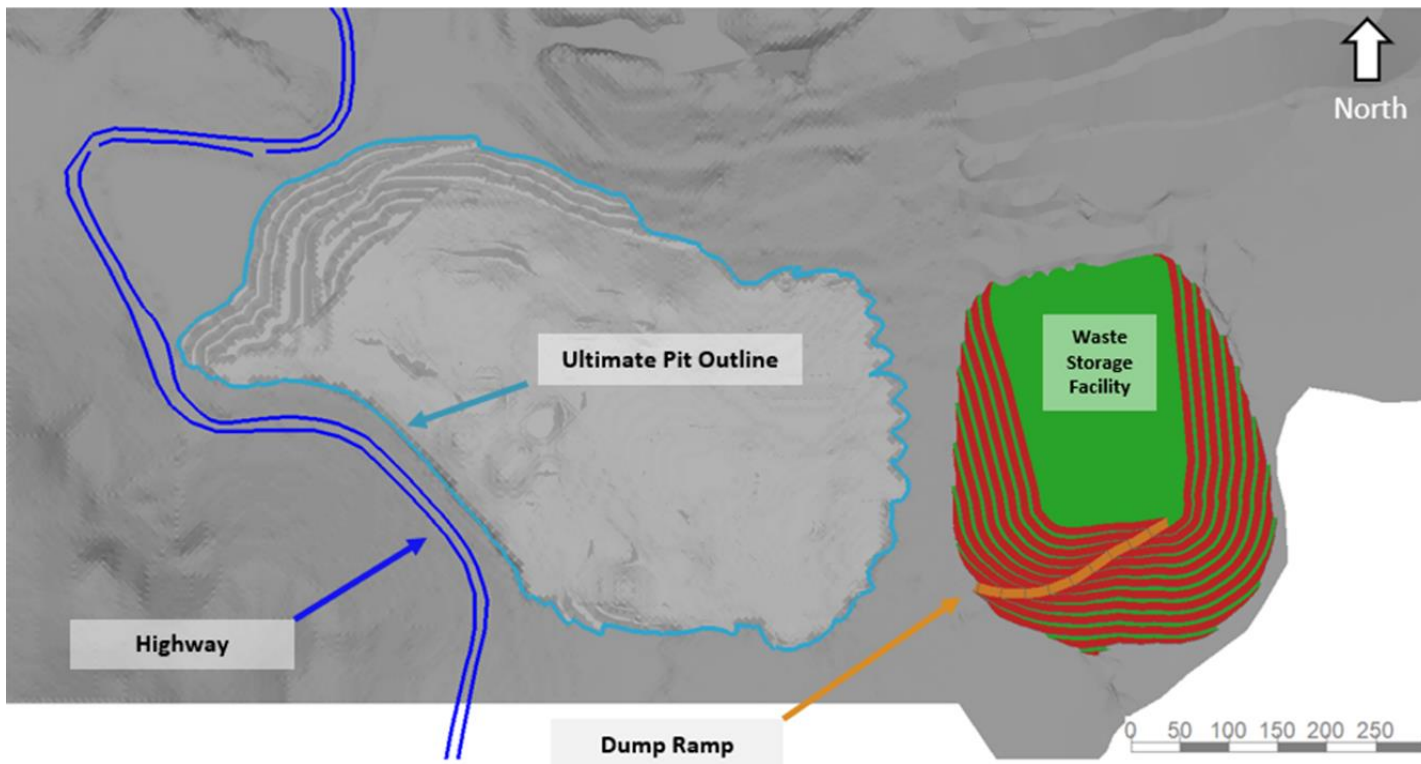 North
Waste
Storage
Facility
Ultimate Pit Outline
Highway
Dump Ramp
0 50 100 150 200 250